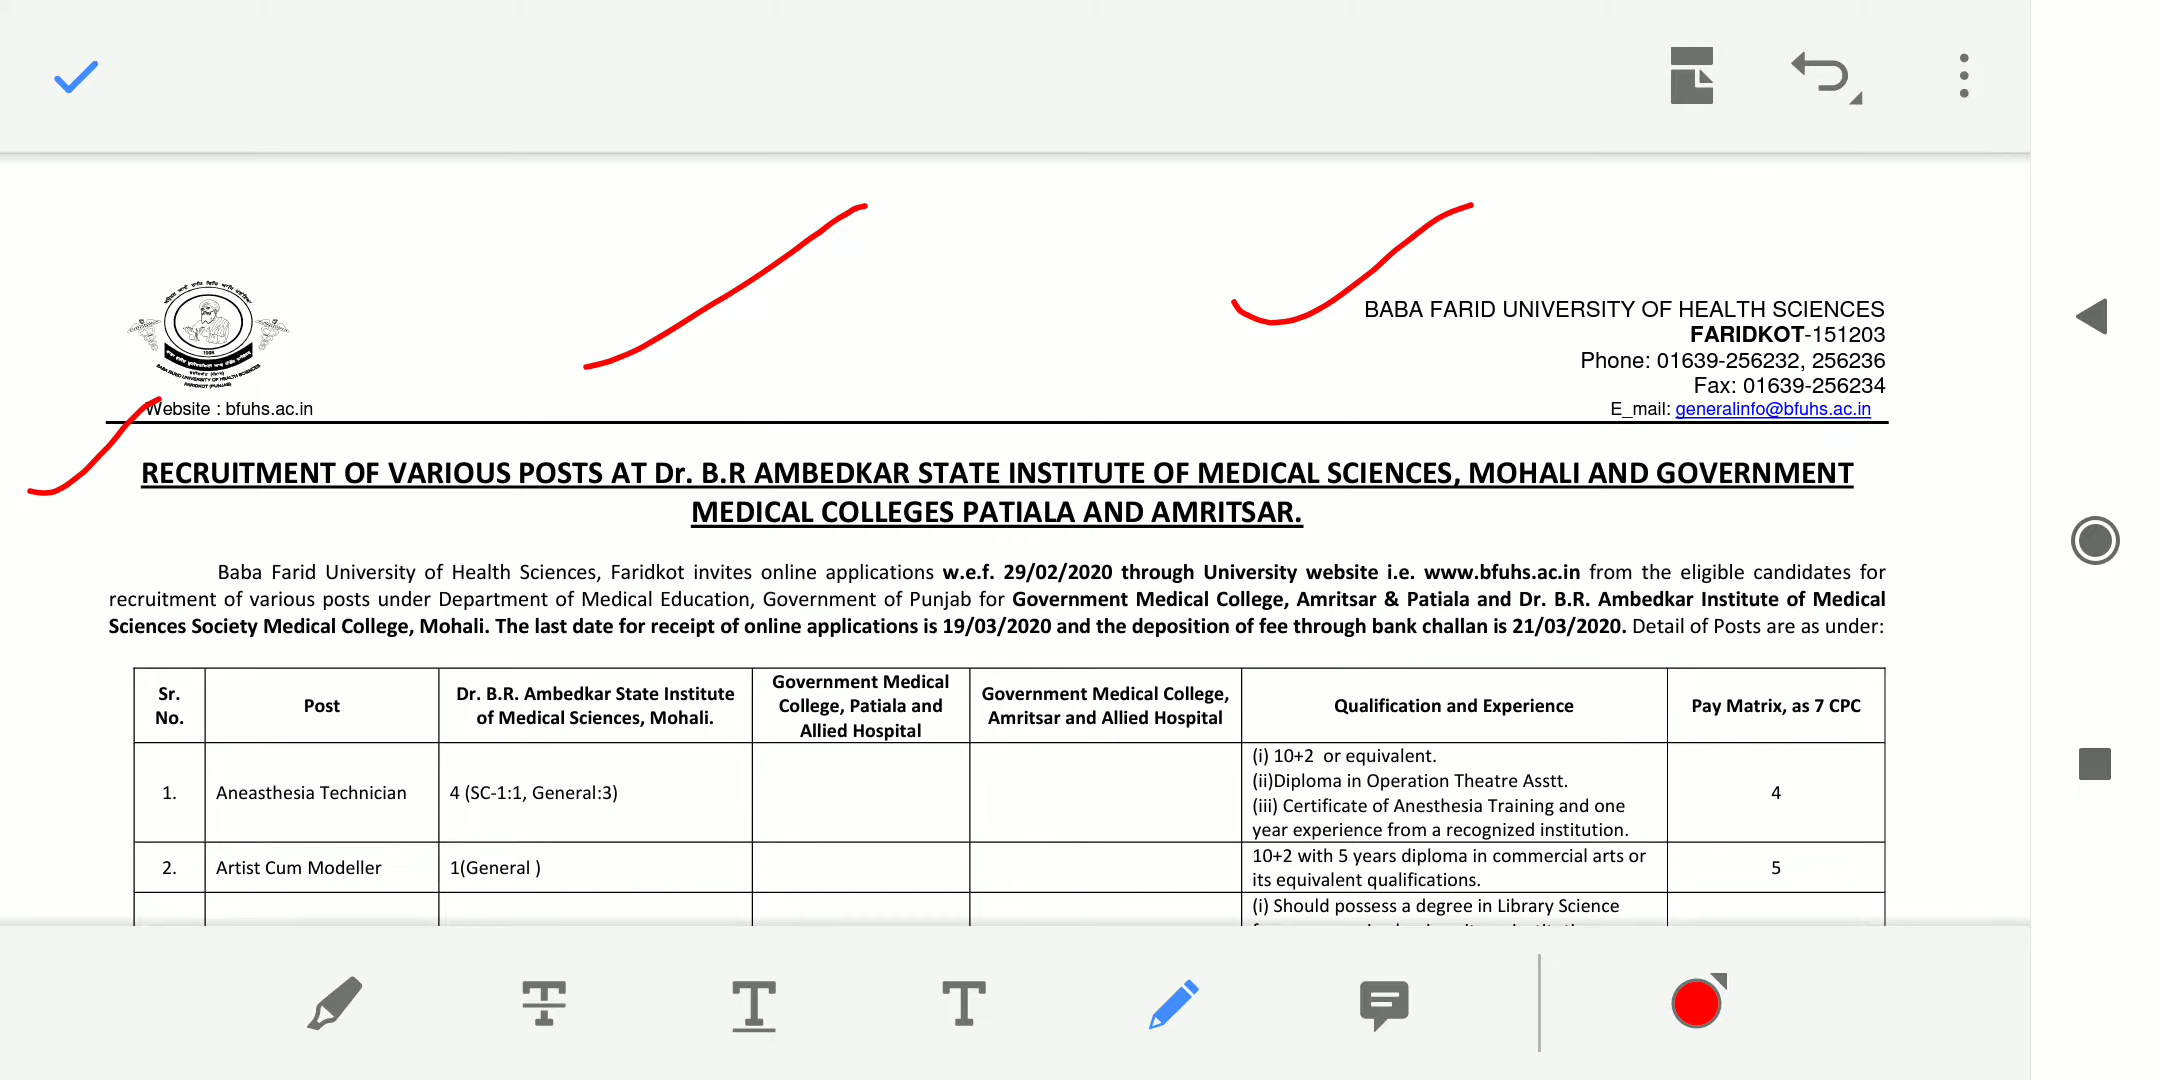 BABA FARID UNIVERSITY OF HEALTH SCIENCES
FARIDKOT-151203
Phone: 01639-256232, 256236
Fax: 01639-256234
1998
BABA FARID UNIVERSITY OF HEALTH SCIENCES
FARIDKOT (PUNJAB)
Website : bfuhs.ac.in
E_mail: generalinfo@bfuhs.ac.in
RECRUITMENT OF VARIOUS POSTS AT Dr. B.R AMBEDKAR STATE INSTITUTE OF MEDICAL SCIENCES, MOHALI AND GOVERNMENT
MEDICAL COLLEGES PATIALA AND AMRITSAR.
Baba Farid University of Health Sciences, Faridkot invites online applications w.e.f. 29/02/2020 through University website i.e. www.bfuhs.ac.in from the eligible candidates for
recruitment of various posts under Department of Medical Education, Government of Punjab for Government Medical College, Amritsar & Patiala and Dr. B.R. Ambedkar Institute of Medical
Sciences Society Medical College, Mohali. The last date for receipt of online applications is 19/03/2020 and the deposition of fee through bank challan is 21/03/2020. Detail of Posts are as under:
Sr.
No.
Post
Dr. B.R. Ambedkar State Institute
of Medical Sciences, Mohali.
Government Medical
College, Patiala and
Allied Hospital
Government Medical College,
Amritsar and Allied Hospital
Qualification and Experience
Pay Matrix, as 7 CPC
1.
Aneasthesia Technician
4 (SC-1:1, General:3)
(i) 10+2 or equivalent.
(ii)Diploma in Operation Theatre Asstt.
(iii) Certificate of Anesthesia Training and one
year experience from a recognized institution.
4
2.
Artist Cum Modeller
1(General )
10+2 with 5 years diploma in commercial arts or
its equivalent qualifications.
5
(i) Should possess a degree in Library Science